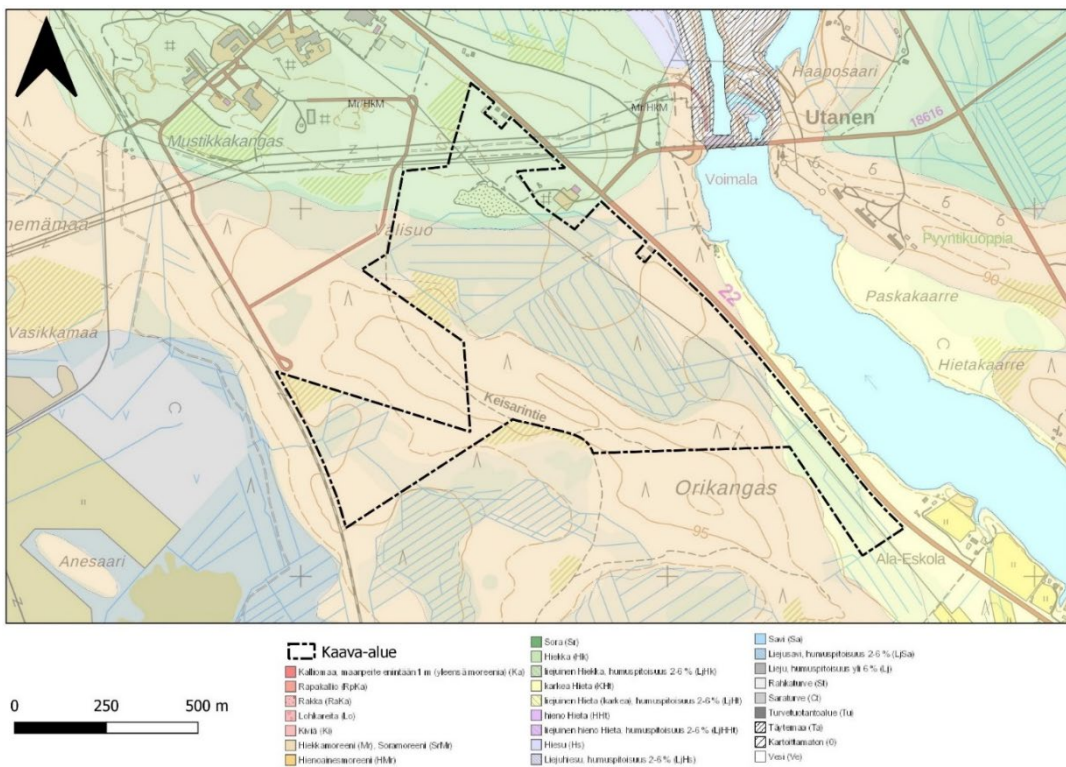 Haaposaari
Mr/HkM
Mr/HkM
Utanen
18616
Mustikkakangas
Voimala
Välisuo
nemämaa
Pyyntikuoppia
90
22
Paskakaarre
Vasikkamaa
Hietakaarre
Keisarintie
Orikangas
95
Anesaari
Ala-Eskola
0 250 500 m
Kaava-alue
Kalliomaa, maanpeite enintään 1 m (yleensä moreenia) (Ka)
Rapakallio (RpKa)
Rakka (RaKa)
Lohkareita (Lo)
Kiviä (Ki)
Hiekkamoreeni (Mr), Soramoreeni (SrMr)
Hienoainesmoreeni (HMr)
Sora (Sr)
Hiekka (Hk)
liejuinen Hiekka, humuspitoisuus 2-6 % (LjHk)
karkea Hieta (KHt)
liejuinen Hieta (karkea), humuspitoisuus 2-6 % (LjHt)
hieno Hieta (HHt)
liejuinen hieno Hieta, humuspitoisuus 2-6 % (LjHHt)
Hiesu (Hs)
Liejuhiesu, humuspitoisuus 2-6 % (LjHs)
Savi (Sa)
Liejusavi, humuspitoisuus 2-6 % (LjSa)
Lieju, humuspitoisuus yli 6 % (Lj)
Rahkaturve (St)
Saraturve (Ct)
Turvetuotantoalue (Tu)
Täytemaa (Ta)
Kartoittamaton (0)
Vesi (Ve)